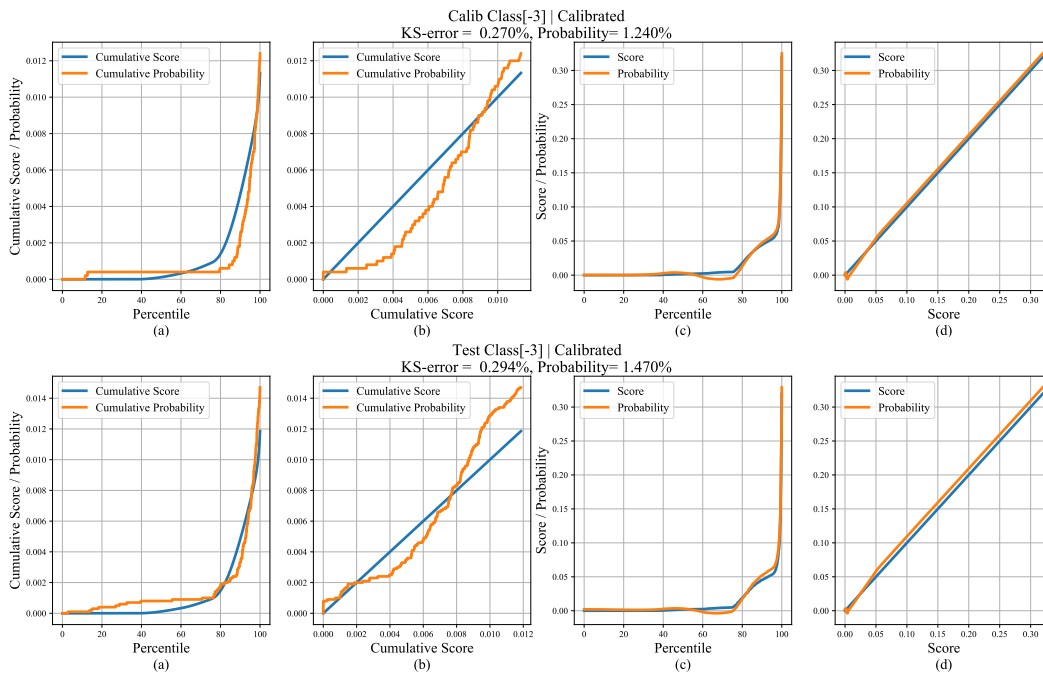 Calib Class[-3] | Calibrated
KS-error = 0.270%, Probability= 1.240%
Cumulative Score / Probability
0.012
0.010
0.008
0.006
0.004
0.002
0.000
Cumulative Score
Cumulative Probability
0 20 40 60 80 100
Percentile
(a)
0.012
0.010
0.008
0.006
0.004
0.002
0.000
Cumulative Score
Cumulative Probability
0.000 0.002 0.004 0.006 0.008 0.010
Cumulative Score
(b)
Score / Probability
0.30
0.25
0.20
0.15
0.10
0.05
0.00
Score
Probability
0 20 40 60 80 100
Percentile
(c)
0.30
0.25
0.20
0.15
0.10
0.05
0.00
Score
Probability
0.00 0.05 0.10 0.15 0.20 0.25 0.30
Score
(d)
Test Class[-3] | Calibrated
KS-error = 0.294%, Probability= 1.470%
Cumulative Score / Probability
0.014
0.012
0.010
0.008
0.006
0.004
0.002
0.000
Cumulative Score
Cumulative Probability
0 20 40 60 80 100
Percentile
(a)
0.014
0.012
0.010
0.008
0.006
0.004
0.002
0.000
Cumulative Score
Cumulative Probability
0.000 0.002 0.004 0.006 0.008 0.010 0.012
Cumulative Score
(b)
Score / Probability
0.30
0.25
0.20
0.15
0.10
0.05
0.00
Score
Probability
0 20 40 60 80 100
Percentile
(c)
0.30
0.25
0.20
0.15
0.10
0.05
0.00
Score
Probability
0.00 0.05 0.10 0.15 0.20 0.25 0.30
Score
(d)